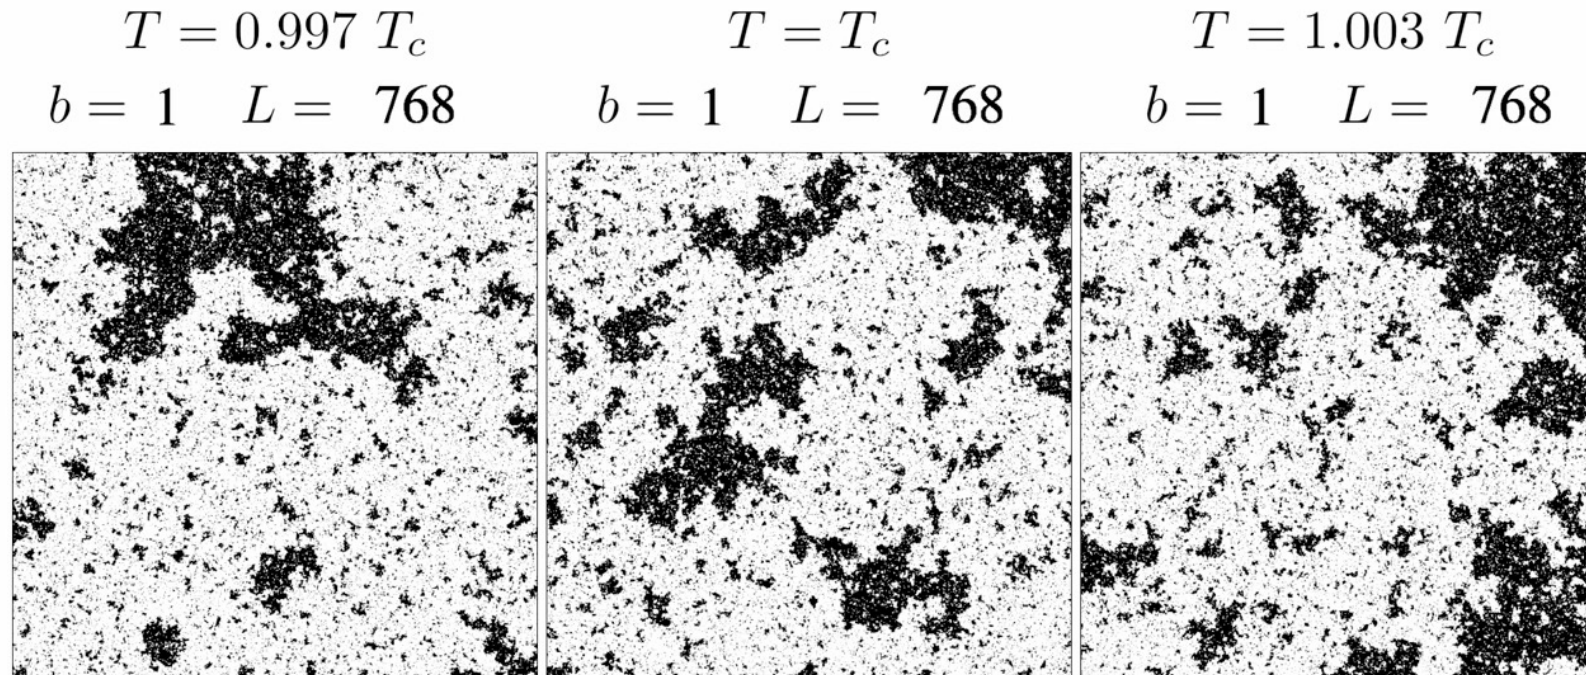 T = 0.997 T_c
T = T_c
T = 1.003 T_c
b = 1 L = 768
b = 1 L = 768
b = 1 L = 768